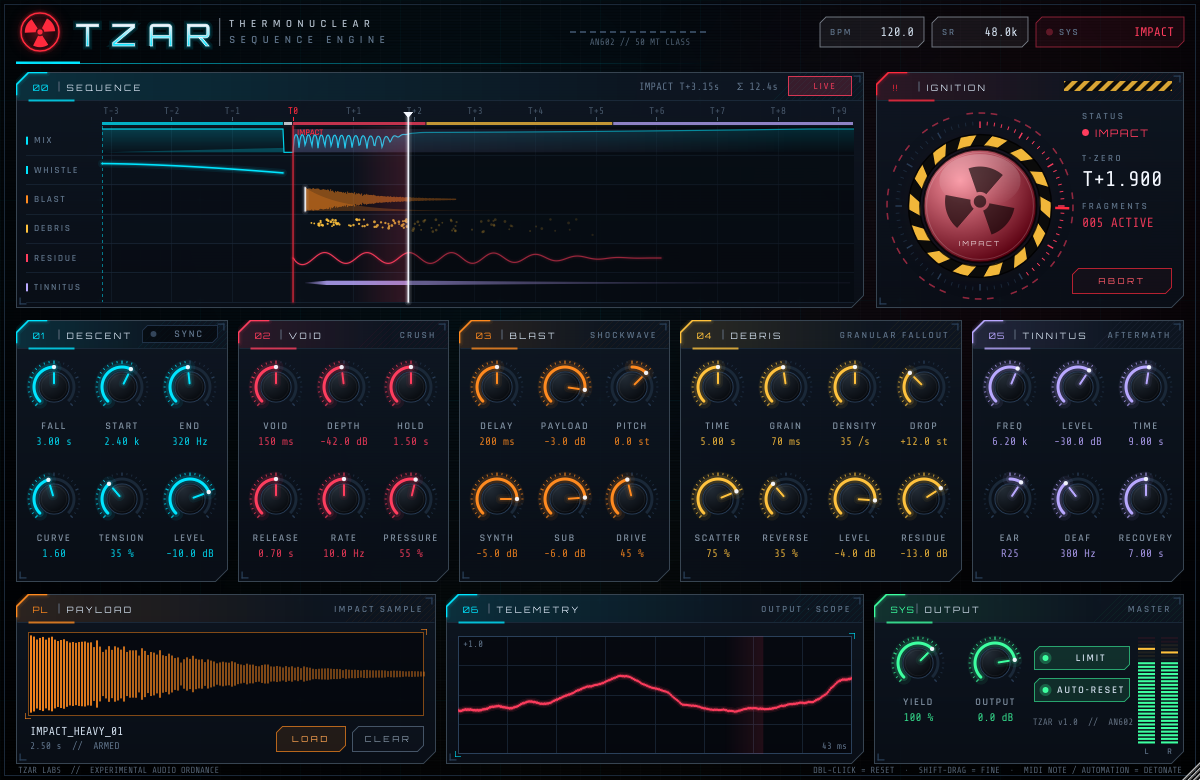 TZAR
THERMONUCLEAR
SEQUENCE ENGINE
AN602 // 50 MT CLASS
BPM 120.0
SR 48.0k
SYS IMPACT
00 SEQUENCE
IMPACT T+3.15s Σ 12.4s LIVE
T-3 T-2 T-1 T0 T+1 T+2 T+3 T+4 T+5 T+6 T+7 T+8 T+9
IMPACT
MIX
WHISTLE
BLAST
DEBRIS
RESIDUE
TINNITUS
!! IGNITION
STATUS
IMPACT
T-ZERO
T+1.900
FRAGMENTS
005 ACTIVE
IMPACT
ABORT
01 DESCENT SYNC
FALL START END
3.00 s 2.40 k 320 Hz
CURVE TENSION LEVEL
1.60 35 % -10.0 dB
02 VOID CRUSH
VOID DEPTH HOLD
150 ms -42.0 dB 1.50 s
RELEASE RATE PRESSURE
0.70 s 10.0 Hz 55 %
03 BLAST SHOCKWAVE
DELAY PAYLOAD PITCH
200 ms -3.0 dB 0.0 st
SYNTH SUB DRIVE
-5.0 dB -6.0 dB 45 %
04 DEBRIS GRANULAR FALLOUT
TIME GRAIN DENSITY DROP
5.00 s 70 ms 35 /s +12.0 st
SCATTER REVERSE LEVEL RESIDUE
75 % 35 % -4.0 dB -13.0 dB
05 TINNITUS AFTERMATH
FREQ LEVEL TIME
6.20 k -30.0 dB 9.00 s
EAR DEAF RECOVERY
R25 380 Hz 7.00 s
PL PAYLOAD IMPACT SAMPLE
IMPACT_HEAVY_01
2.50 s // ARMED
LOAD CLEAR
06 TELEMETRY OUTPUT · SCOPE
+1.0
43 ms
SYS OUTPUT MASTER
YIELD OUTPUT
100 % 0.0 dB
LIMIT
AUTO-RESET
TZAR v1.0 // AN602
L R
TZAR LABS // EXPERIMENTAL AUDIO ORDNANCE
DBL-CLICK = RESET · SHIFT-DRAG = FINE · MIDI NOTE / AUTOMATION = DETONATE